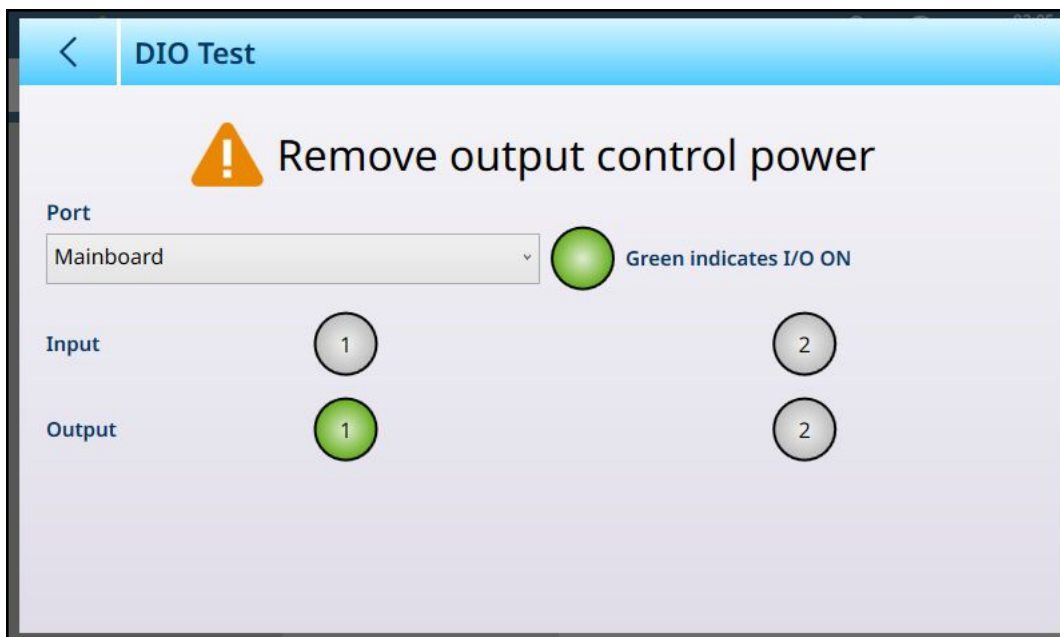 DIO Test
Remove output control power
Port
Mainboard
Green indicates I/O ON
Input 1 2
Output 1 2